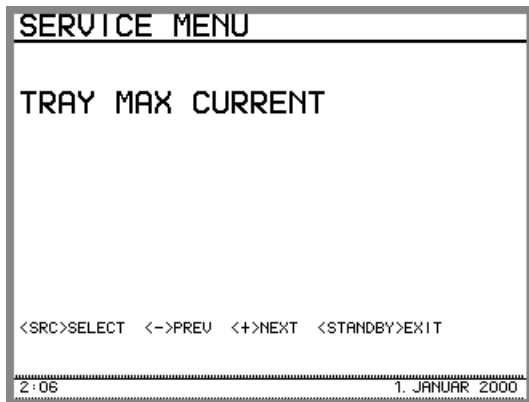 SERVICE MENU
TRAY MAX CURRENT
<SRC>SELECT <->PREV <+>NEXT <STANDBY>EXIT
2:06 1. JANUAR 2000